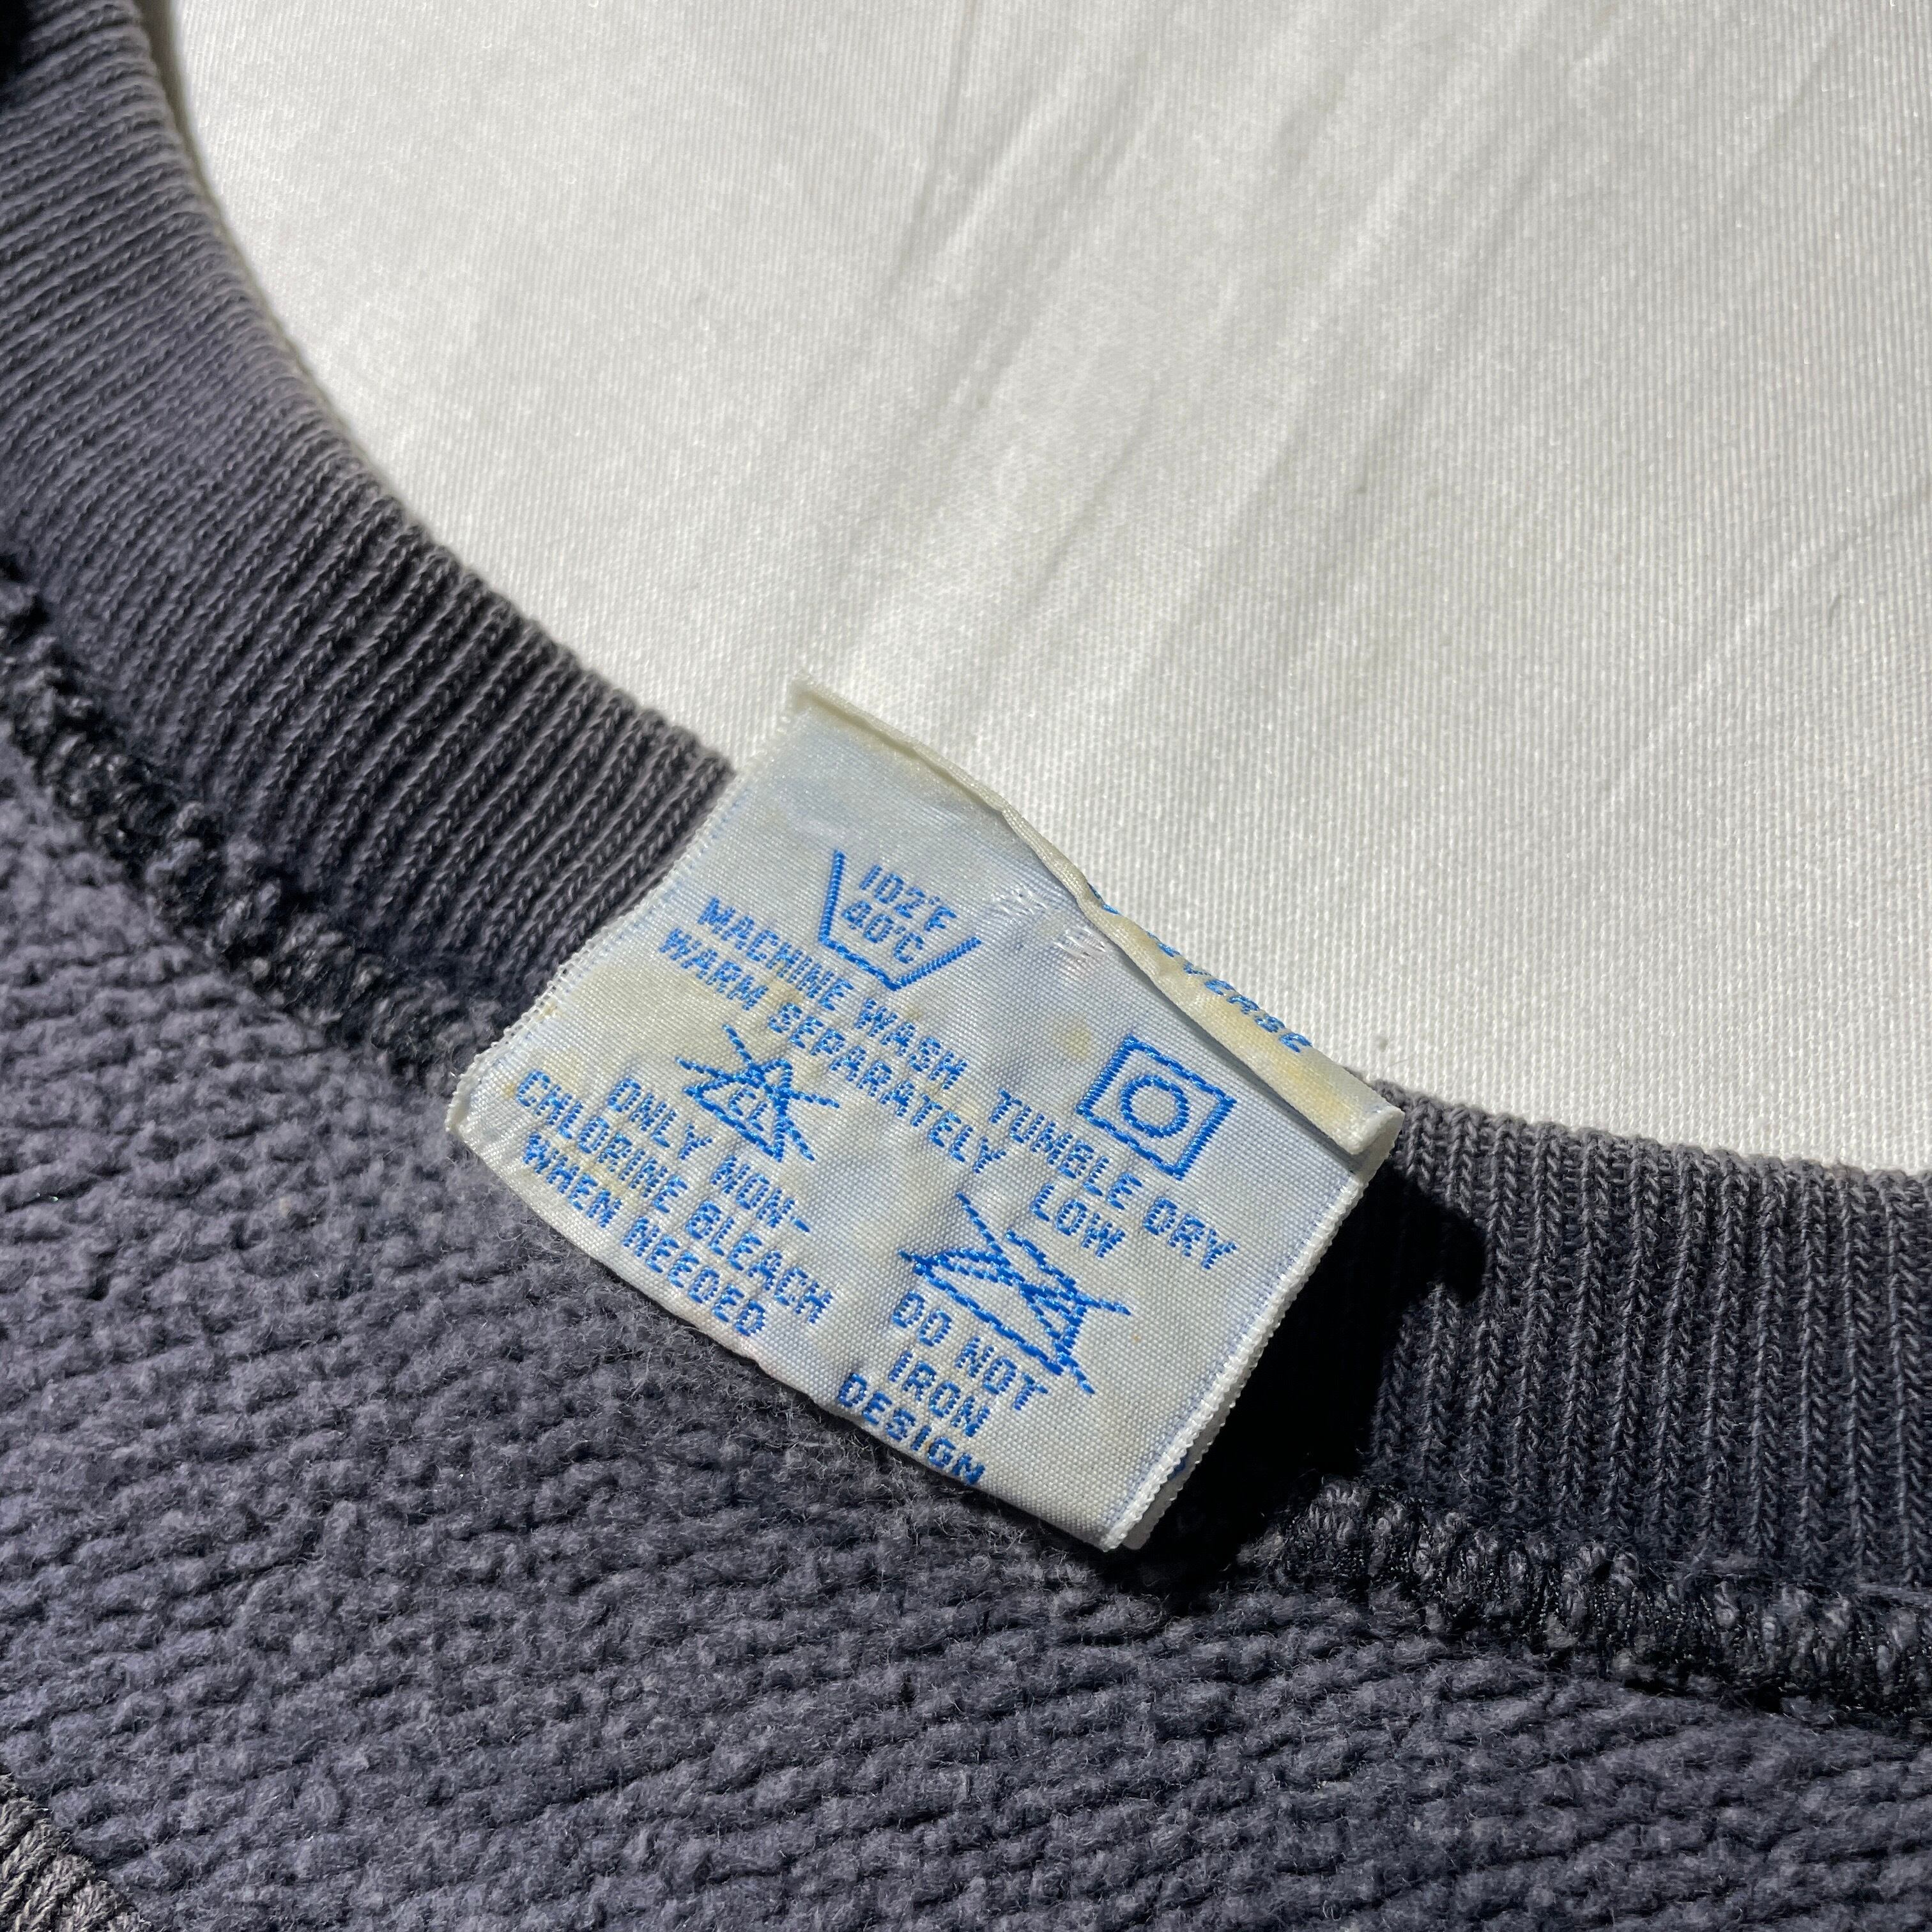 102°F
40°C
MACHINE WASH
WARM SEPARATELY
CL
ONLY NON-
CHLORINE BLEACH
WHEN NEEDED
TUMBLE DRY
LOW
DO NOT
IRON
DESIGN